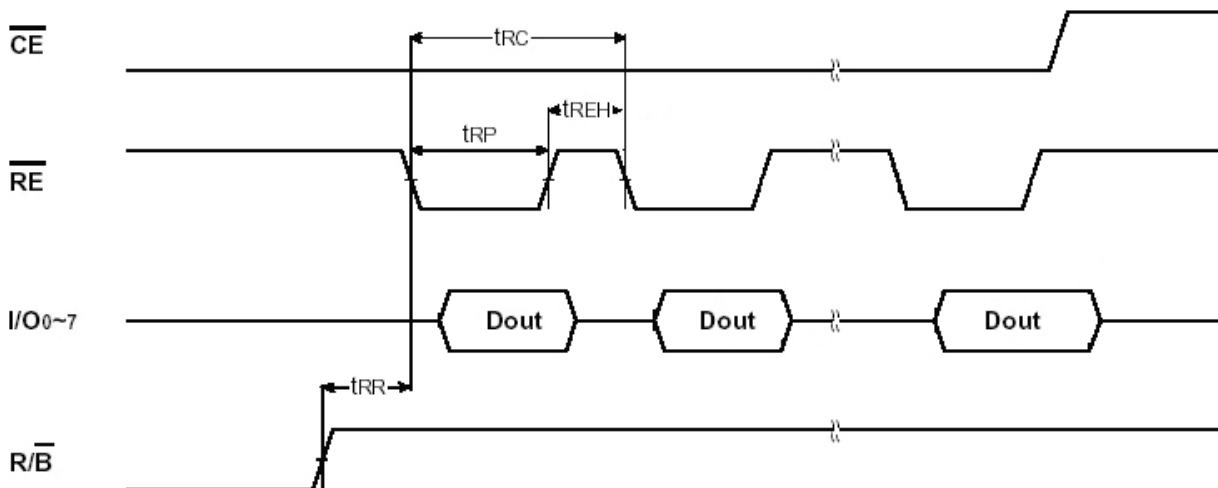 CE
tRC
tREH
tRP
RE
I/O0~7
Dout Dout Dout
tRR
R/B